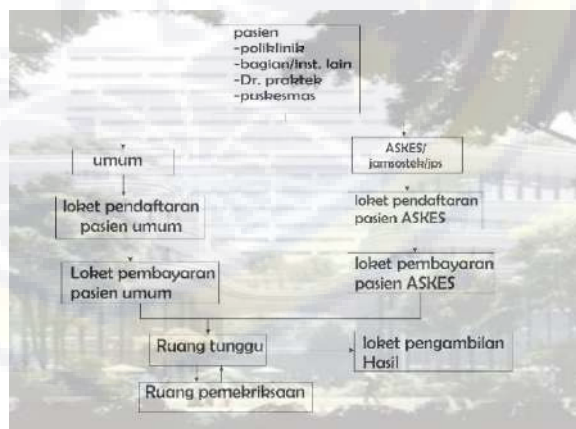 pasien
-poliklinik
-bagian/Inst. lain
-Dr. praktek
-puskesmas
umum
ASKES/
jamsostek/jps
loket pendaftaran
pasien umum
loket pendaftaran
pasien ASKES
Loket pembayaran
pasien umum
loket pembayaran
pasien ASKES
Ruang tunggu
loket pengambilan
Hasil
Ruang pemekriksaan